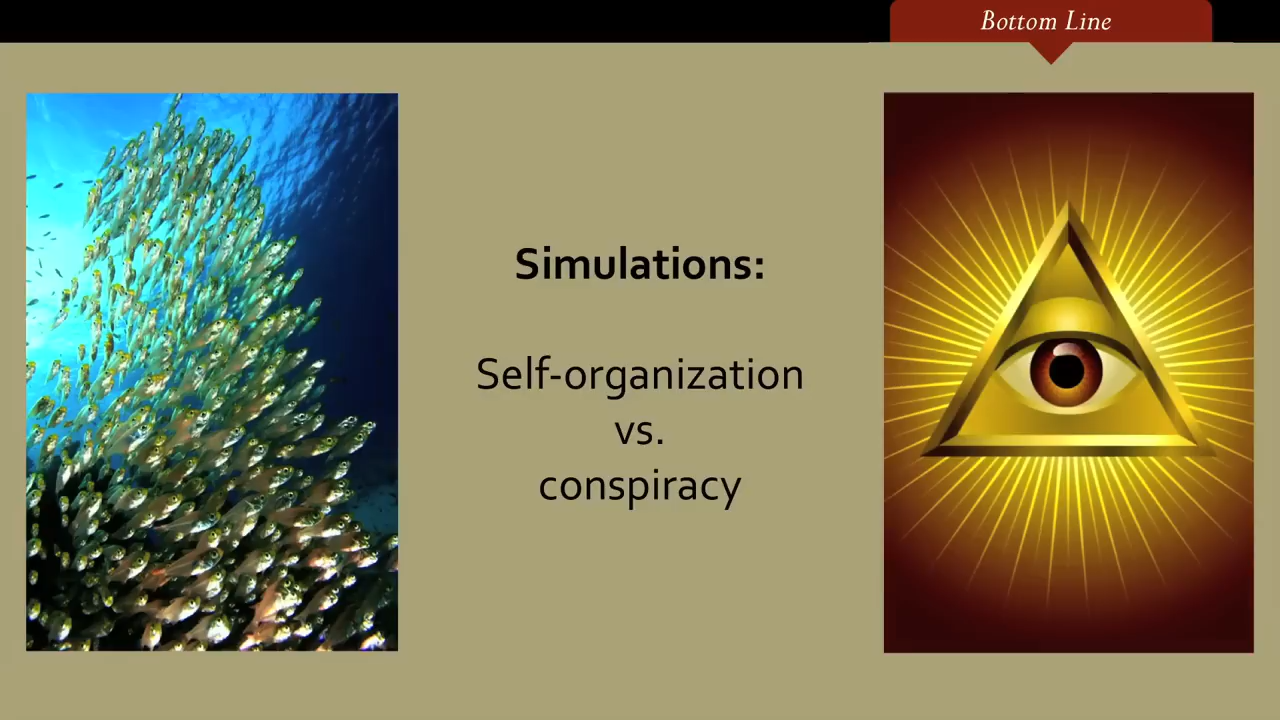 Bottom Line
Simulations:
Self-organization
vs.
conspiracy